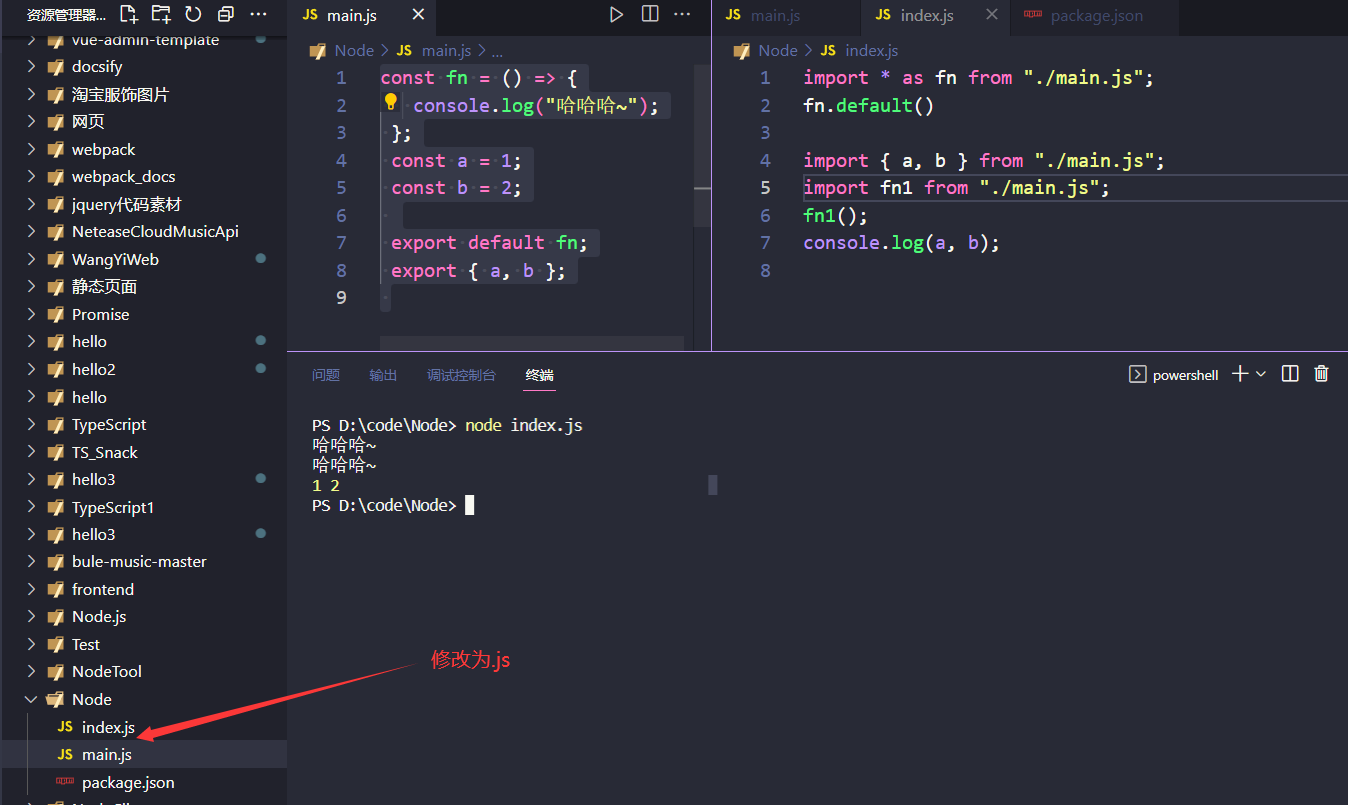 资源管理器...
vue-admin-template
docsify
淘宝服饰图片
网页
webpack
webpack_docs
jquery代码素材
NeteaseCloudMusicApi
WangYiWeb
静态页面
Promise
hello
hello2
hello
TypeScript
TS_Snack
hello3
TypeScript1
hello3
bule-music-master
frontend
Node.js
Test
NodeTool
Node
JS index.js
JS main.js
package.json
JS main.js
Node > JS main.js > ...
1 const fn = () => {
2 console.log("哈哈哈~");
3 };
4 const a = 1;
5 const b = 2;
6
7 export default fn;
8 export { a, b };
9
JS main.js
JS index.js
package.json
Node > JS index.js
1 import * as fn from "./main.js";
2 fn.default()
3
4 import { a, b } from "./main.js";
5 import fn1 from "./main.js";
6 fn1();
7 console.log(a, b);
8
问题 输出 调试控制台 终端
powershell
PS D:\code\Node> node index.js
哈哈哈~
哈哈哈~
1 2
PS D:\code\Node>
修改为.js